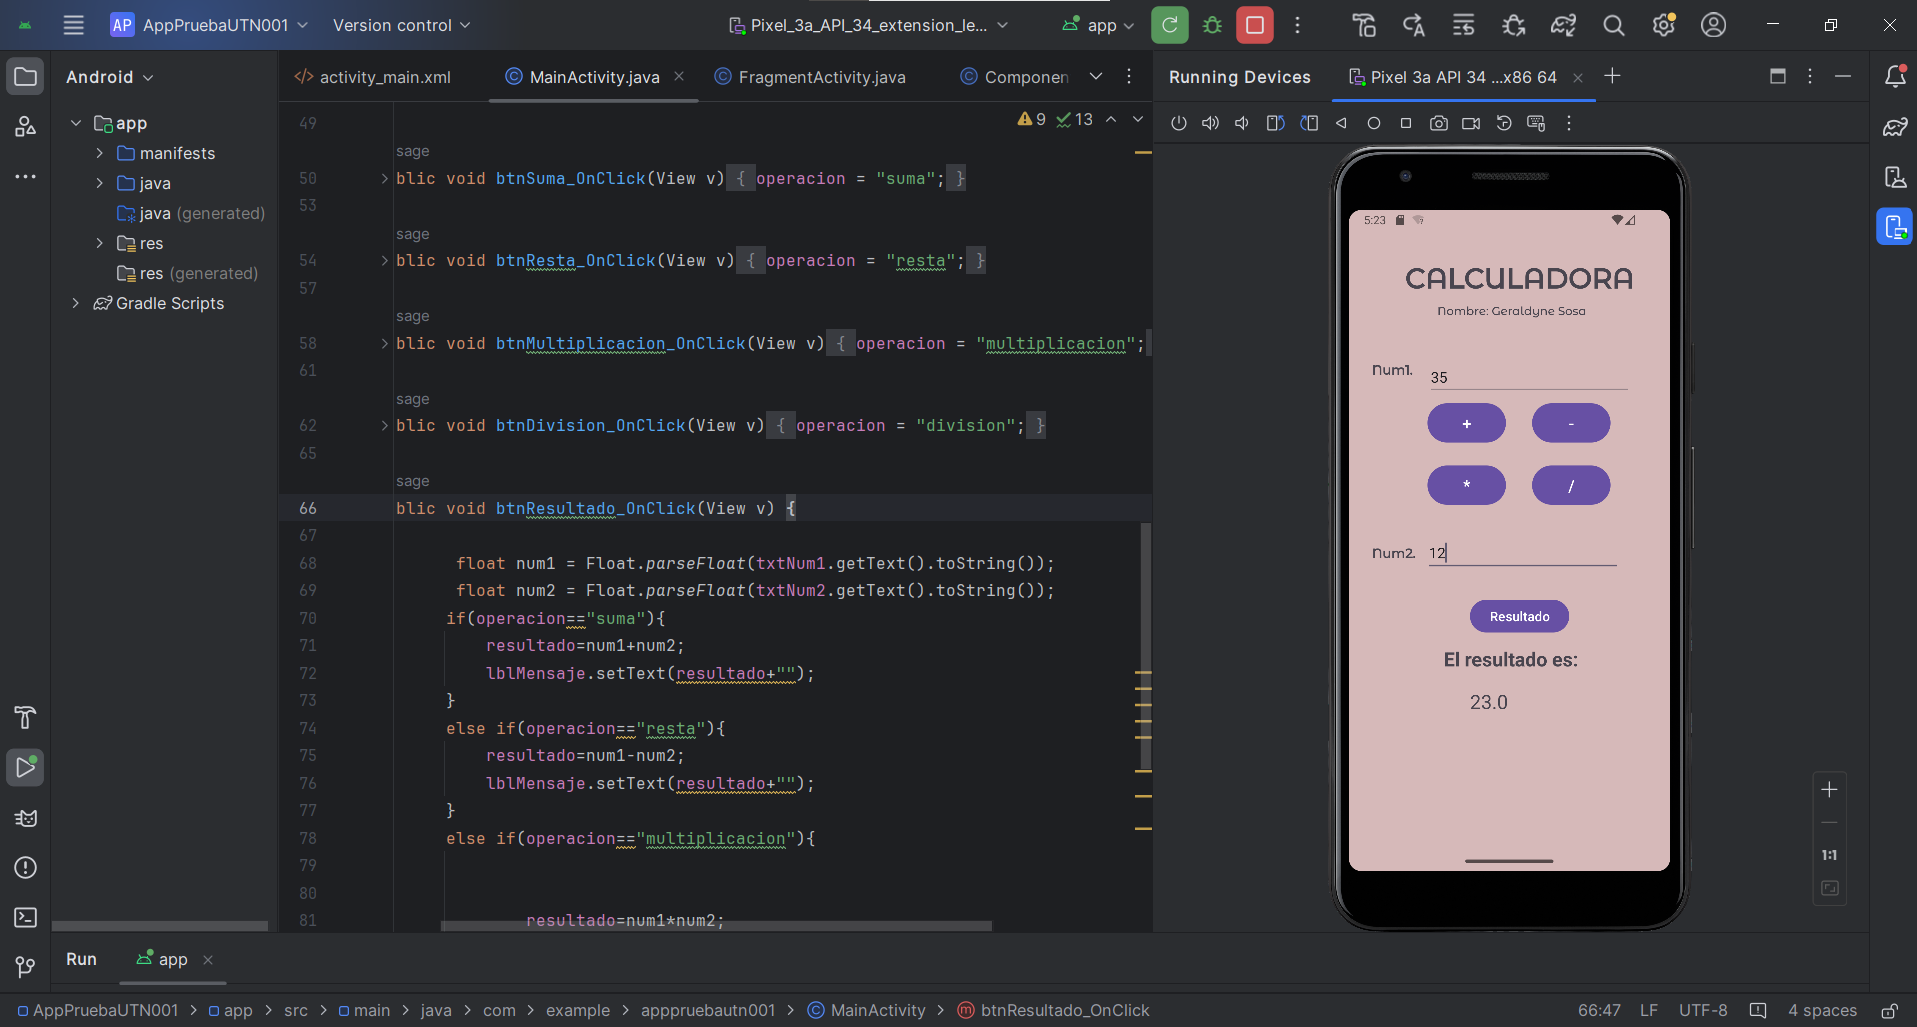 AP AppPruebaUTN001 Version control Pixel_3a_API_34_extension_le... app
Android
activity_main.xml MainActivity.java FragmentActivity.java Componen
Running Devices Pixel 3a API 34 ...x86 64
app
manifests
java
java (generated)
res
res (generated)
Gradle Scripts
9 13
49
sage
50 blic void btnSuma_OnClick(View v) { operacion = "suma"; }
53
sage
54 blic void btnResta_OnClick(View v) { operacion = "resta"; }
57
sage
58 blic void btnMultiplicacion_OnClick(View v) { operacion = "multiplicacion";
61
sage
62 blic void btnDivision_OnClick(View v) { operacion = "division"; }
65
sage
66 blic void btnResultado_OnClick(View v) {
67
68 float num1 = Float.parseFloat(txtNum1.getText().toString());
69 float num2 = Float.parseFloat(txtNum2.getText().toString());
70 if(operacion=="suma"){
71 resultado=num1+num2;
72 lblMensaje.setText(resultado+"");
73 }
74 else if(operacion=="resta"){
75 resultado=num1-num2;
76 lblMensaje.setText(resultado+"");
77 }
78 else if(operacion=="multiplicacion"){
79
80
81 resultado=num1*num2;
5:23
CALCULADORA
Nombre: Geraldyne Sosa
Num1. 35
+ -
* /
Num2. 12
Resultado
El resultado es:
23.0
1:1
Run app
AppPruebaUTN001 > app > src > main > java > com > example > apppruebautn001 > MainActivity > btnResultado_OnClick
66:47 LF UTF-8 4 spaces